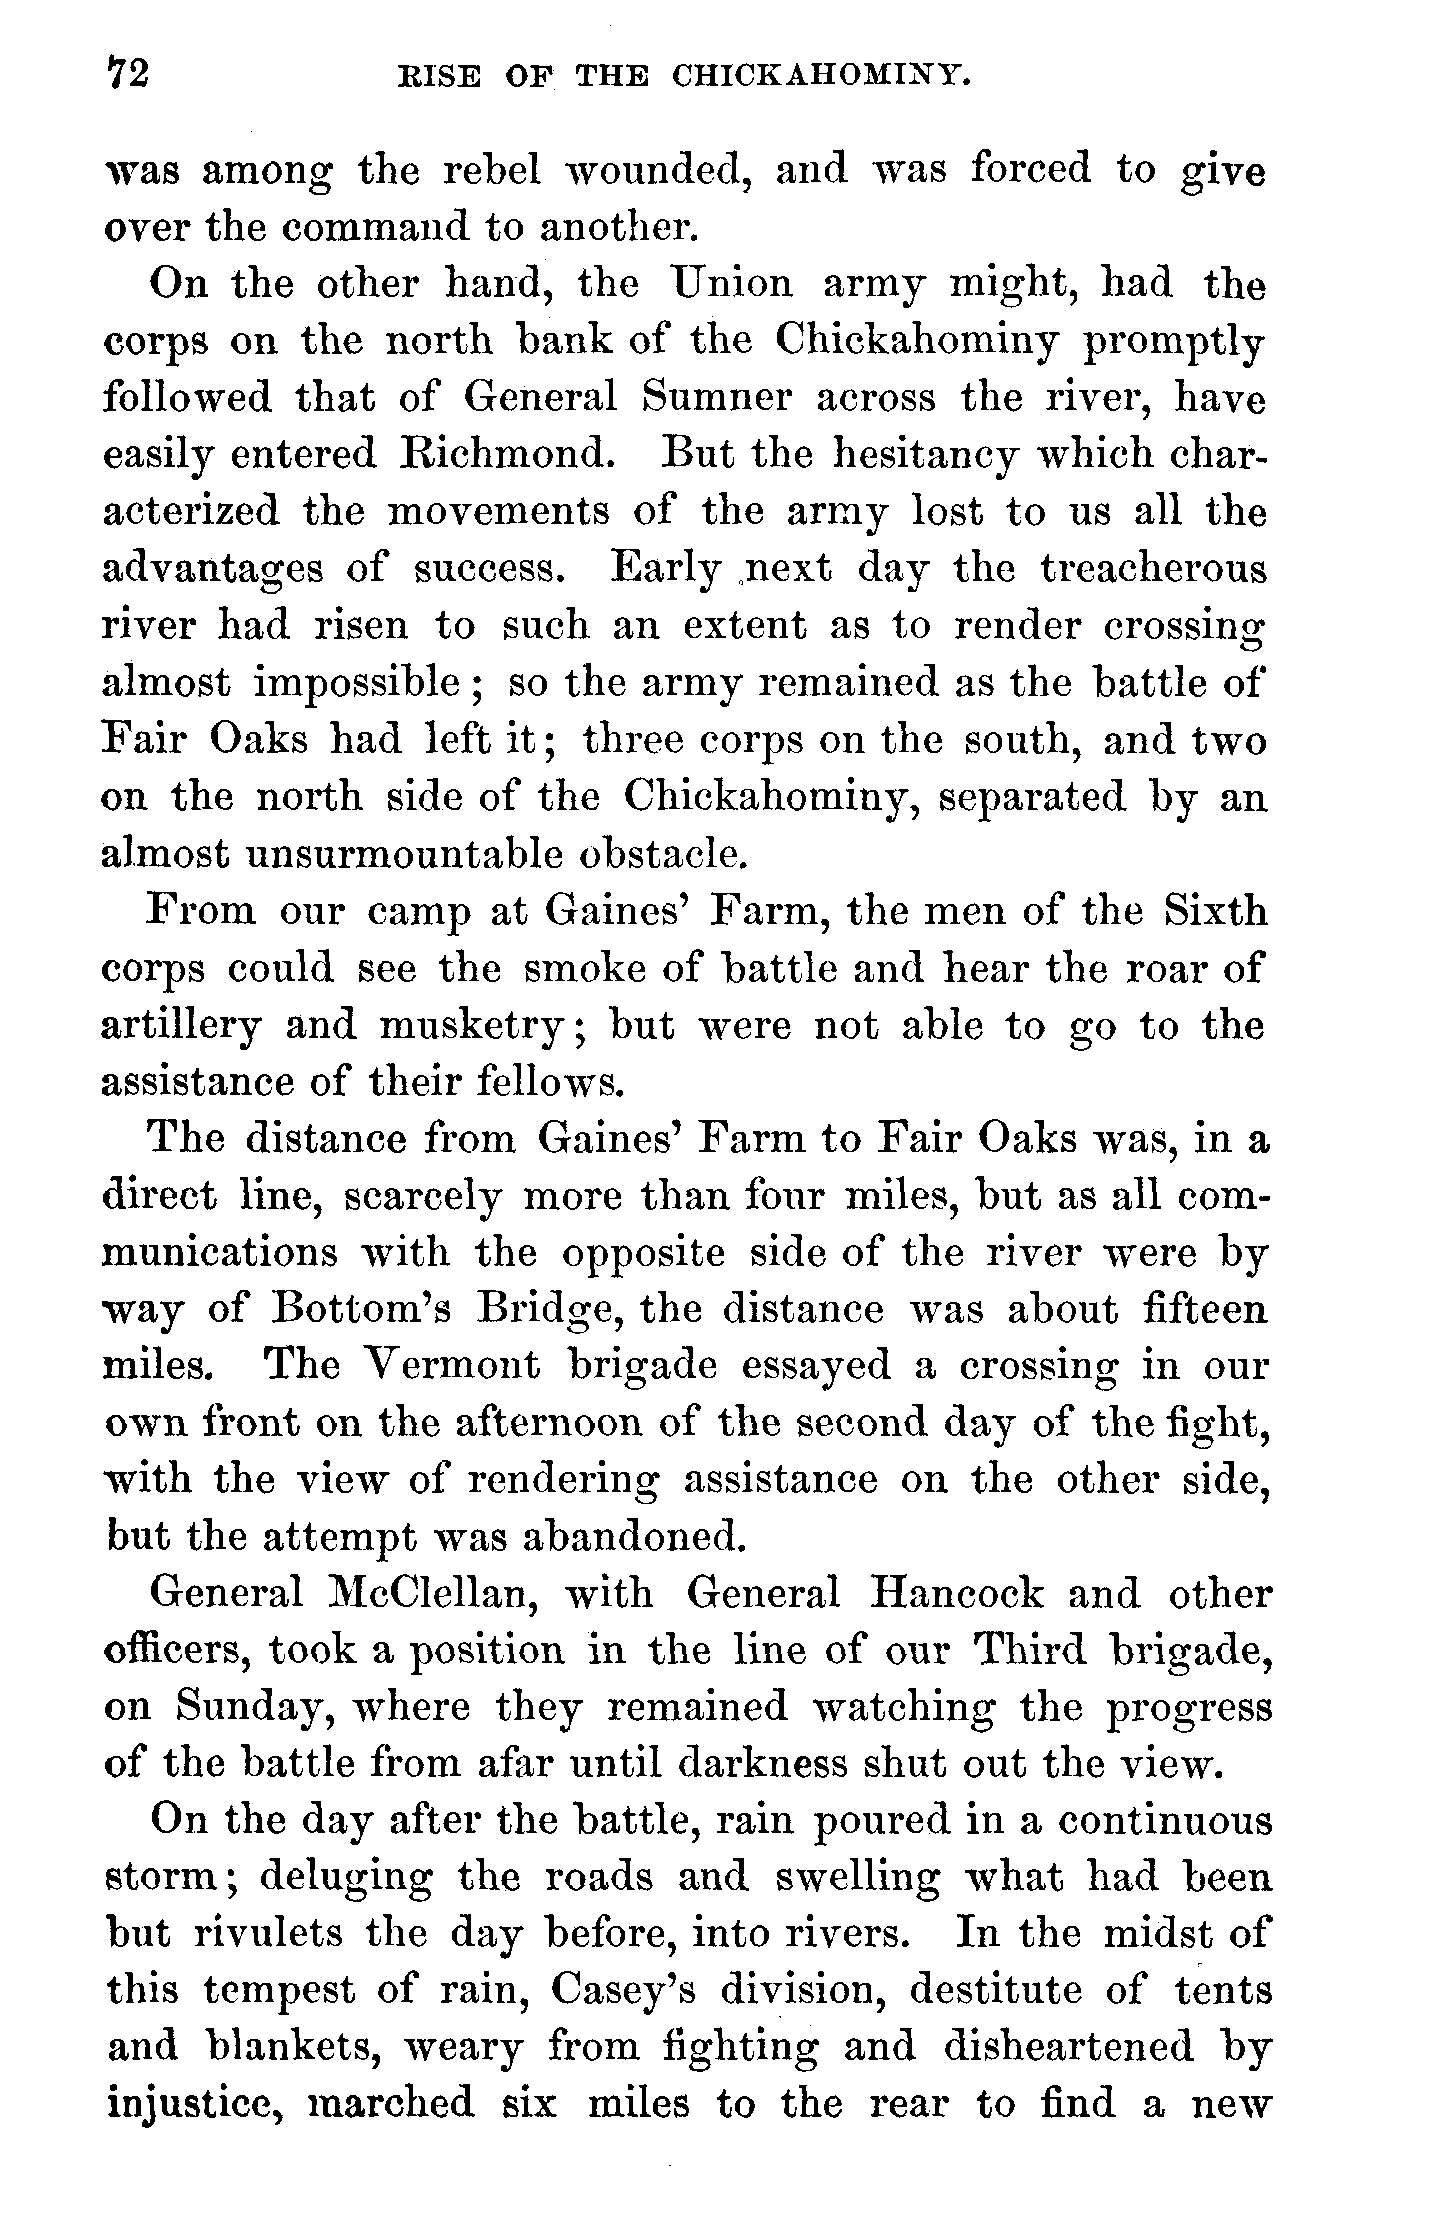 72 RISE OF THE CHICKAHOMINY.
was among the rebel wounded, and was forced to give
over the command to another.
On the other hand, the Union army might, had the
corps on the north bank of the Chickahominy promptly
followed that of General Sumner across the river, have
easily entered Richmond. But the hesitancy which char-
acterized the movements of the army lost to us all the
advantages of success. Early next day the treacherous
river had risen to such an extent as to render crossing
almost impossible; so the army remained as the battle of
Fair Oaks had left it; three corps on the south, and two
on the north side of the Chickahominy, separated by an
almost unsurmountable obstacle.
From our camp at Gaines' Farm, the men of the Sixth
corps could see the smoke of battle and hear the roar of
artillery and musketry; but were not able to go to the
assistance of their fellows.
The distance from Gaines' Farm to Fair Oaks was, in a
direct line, scarcely more than four miles, but as all com-
munications with the opposite side of the river were by
way of Bottom's Bridge, the distance was about fifteen
miles. The Vermont brigade essayed a crossing in our
own front on the afternoon of the second day of the fight,
with the view of rendering assistance on the other side,
but the attempt was abandoned.
General McClellan, with General Hancock and other
officers, took a position in the line of our Third brigade,
on Sunday, where they remained watching the progress
of the battle from afar until darkness shut out the view.
On the day after the battle, rain poured in a continuous
storm; deluging the roads and swelling what had been
but rivulets the day before, into rivers. In the midst of
this tempest of rain, Casey's division, destitute of tents
and blankets, weary from fighting and disheartened by
injustice, marched six miles to the rear to find a new